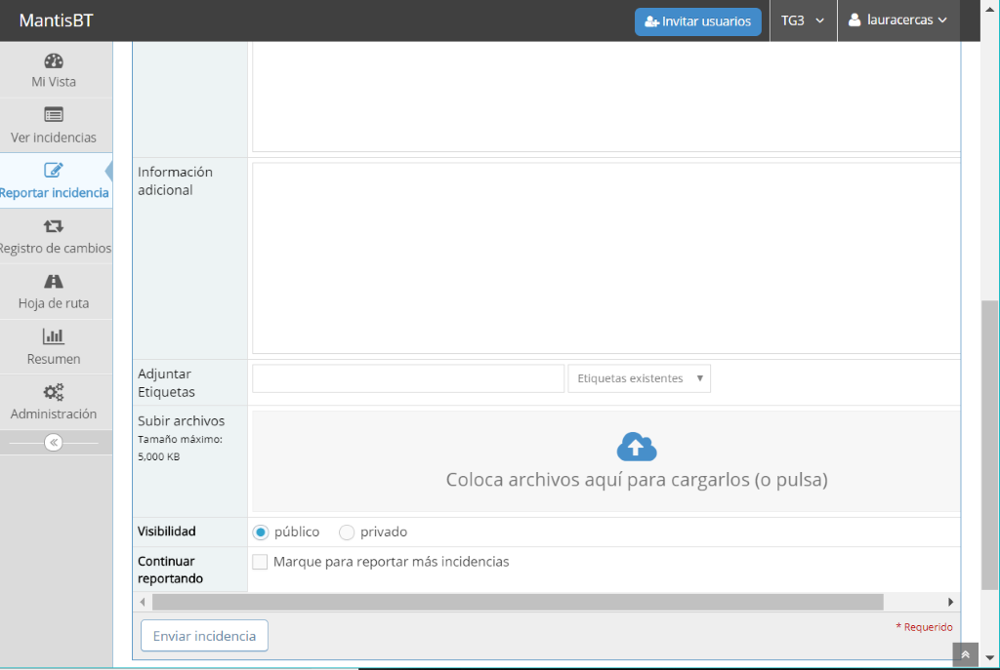 MantisBT
Invitar usuarios
TG3
lauracercas
Mi Vista
Ver incidencias
Reportar incidencia
Registro de cambios
Hoja de ruta
Resumen
Administración
Información
adicional
Adjuntar
Etiquetas
Etiquetas existentes
Subir archivos
Tamaño máximo:
5,000 KB
Coloca archivos aquí para cargarlos (o pulsa)
Visibilidad
público
privado
Continuar
reportando
Marque para reportar más incidencias
Enviar incidencia
* Requerido